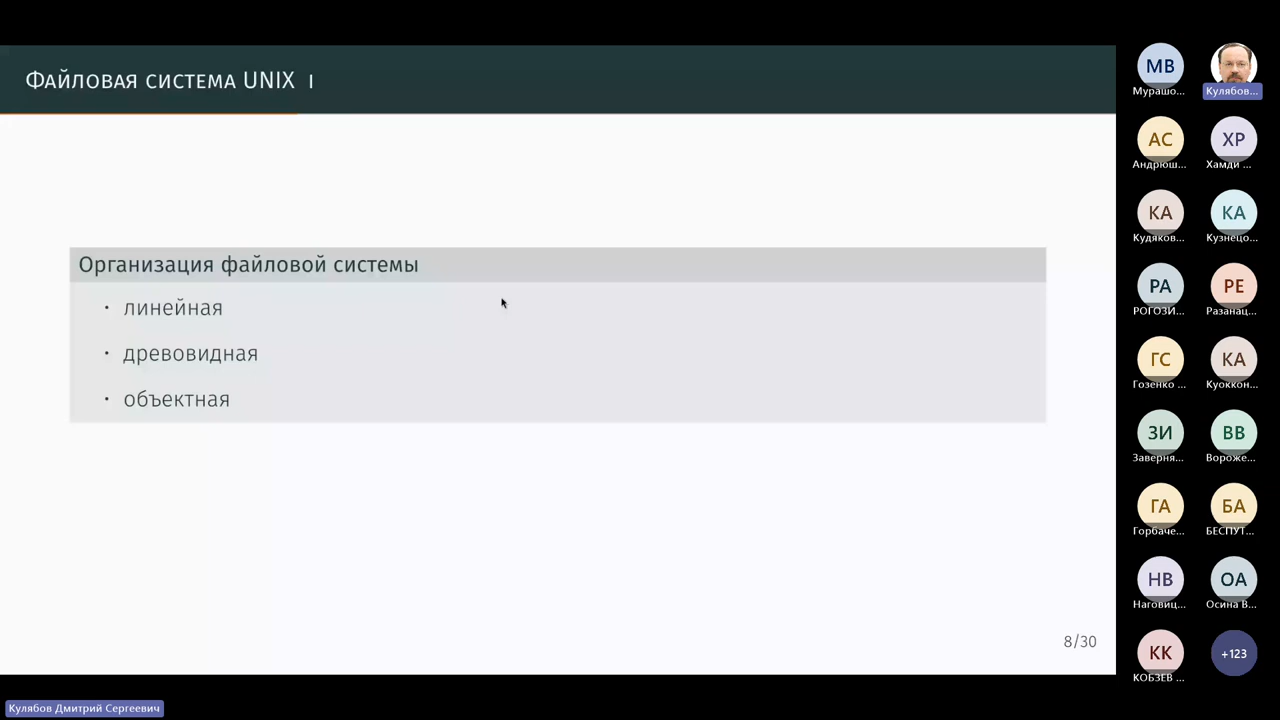 Файловая система UNIX I
Организация файловой системы
· линейная
· древовидная
· объектная
8/30
МВ
Мурашо...
Кулябов...
АС
Андрюш...
ХР
Хамди ...
КА
Кудяков...
КА
Кузнецо...
РА
РОГОЗИ...
РЕ
Разанац...
ГС
Гозенко ...
КА
Куоккон...
ЗИ
Заверня...
ВВ
Вороже...
ГА
Горбаче...
БА
БЕСПУТ...
НВ
Наговиц...
ОА
Осина В...
КК
КОБЗЕВ ...
+123
Кулябов Дмитрий Сергеевич